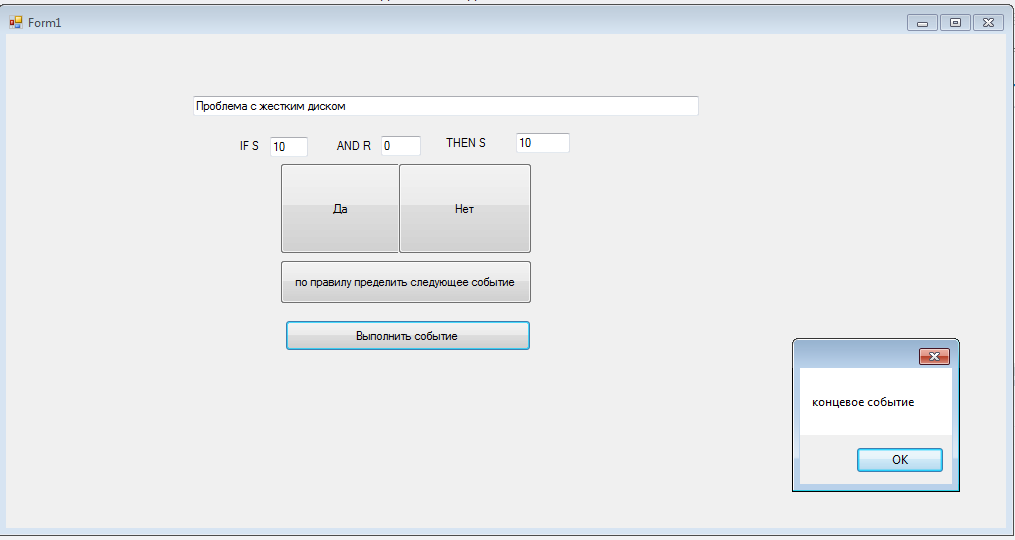 Form1
Проблема с жестким диском
IF S 10 AND R 0 THEN S 10
Да Нет
по правилу пределить следующее событие
Выполнить событие
концевое событие
OK